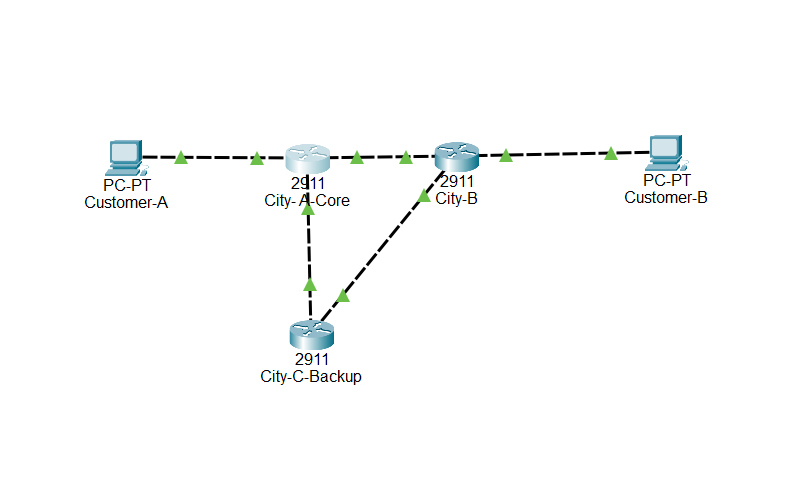 PC-PT
Customer-A
2911
City- A-Core
2911
City-B
PC-PT
Customer-B
2911
City-C-Backup